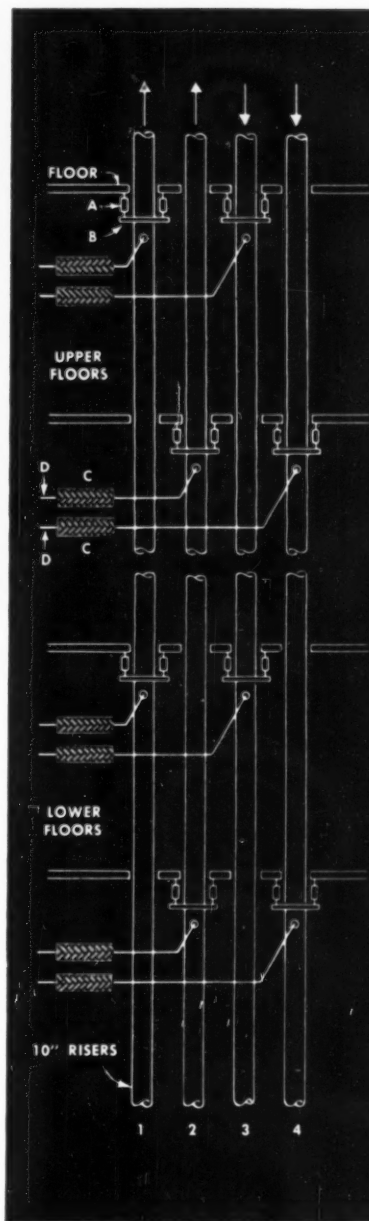 FLOOR
A
B
UPPER
FLOORS
D
C
D
C
LOWER
FLOORS
10" RISERS
1 2 3 4